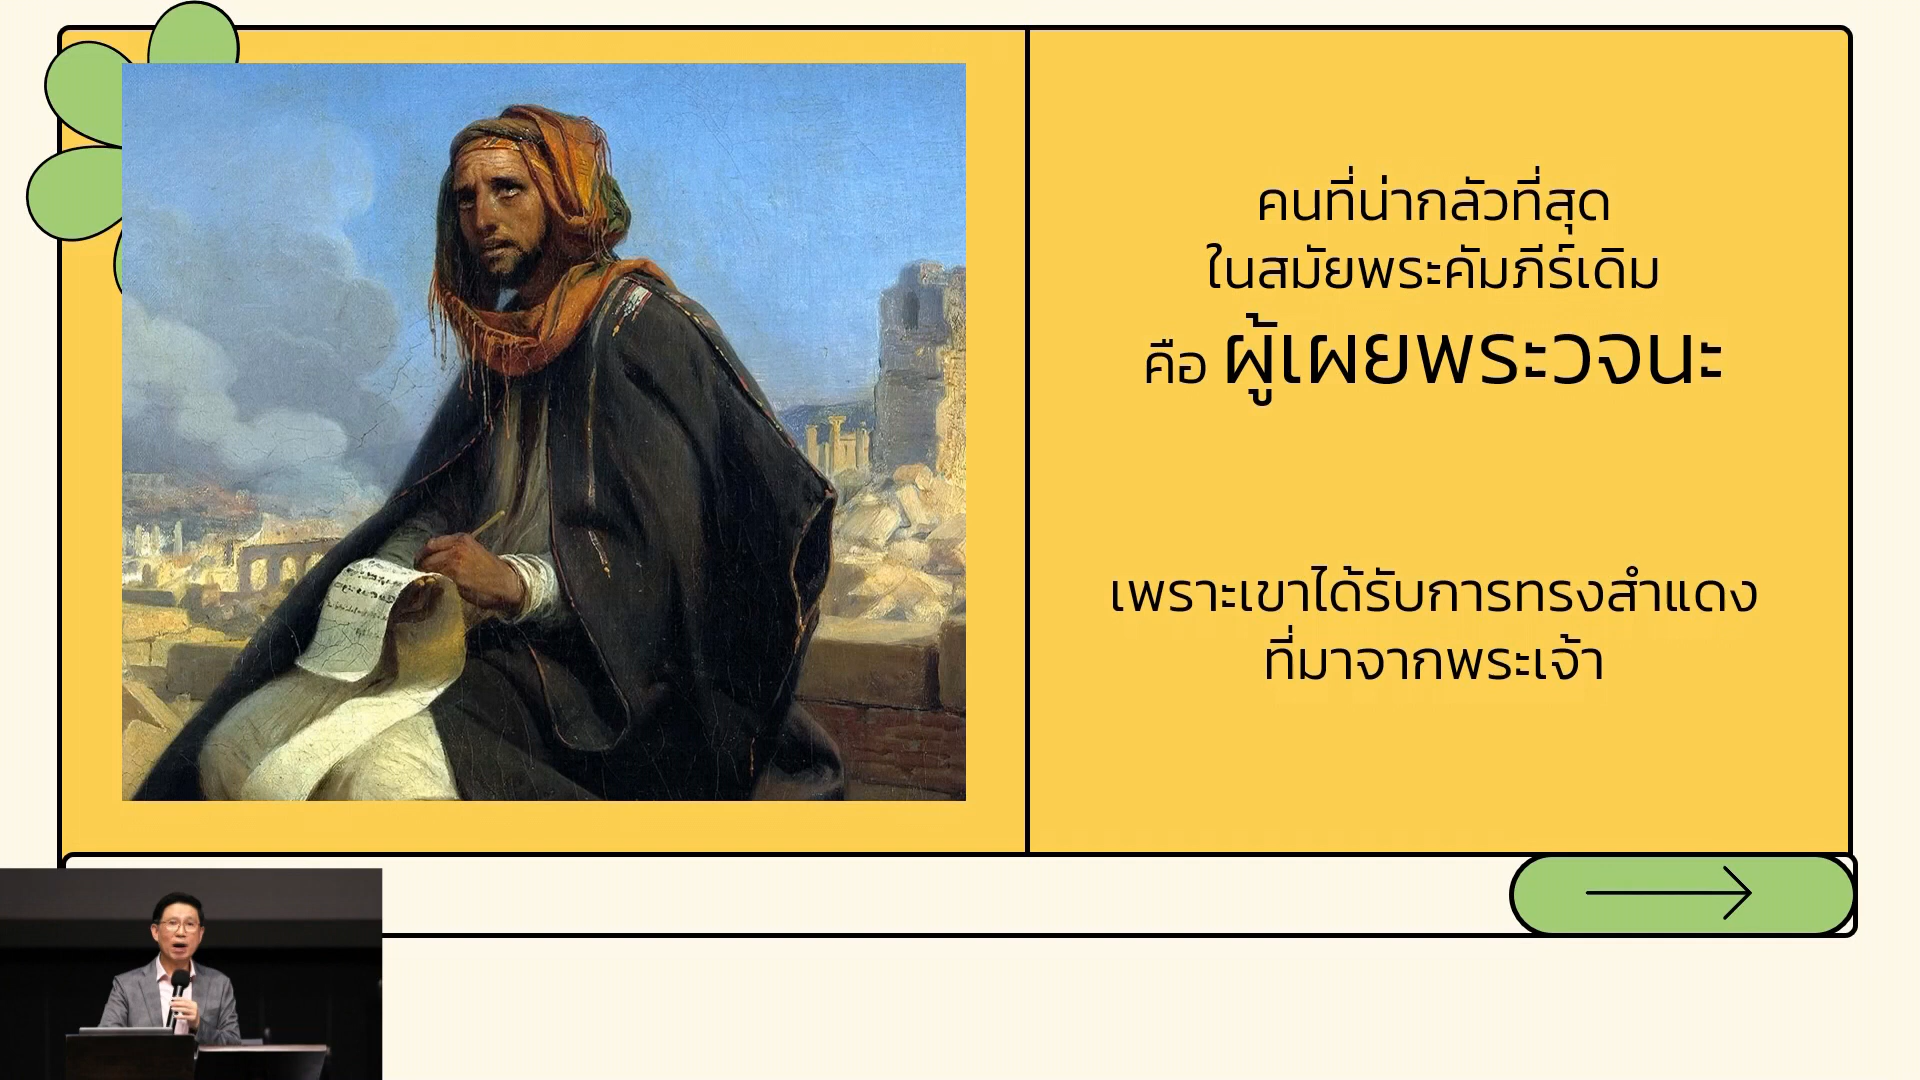 คนที่น่ากลัวที่สุด
ในสมัยพระคัมภีร์เดิม
คือ ผู้เผยพระวจนะ
เพราะเขาได้รับการทรงสำแดง
ที่มาจากพระเจ้า